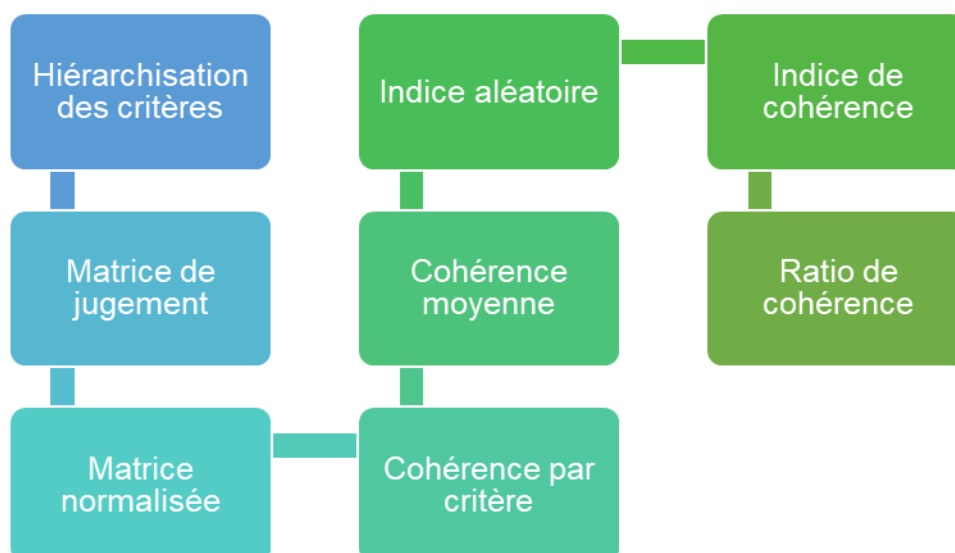 Hiérarchisation
des critères
Matrice de
jugement
Matrice
normalisée
Cohérence par
critère
Cohérence
moyenne
Indice aléatoire
Indice de
cohérence
Ratio de
cohérence